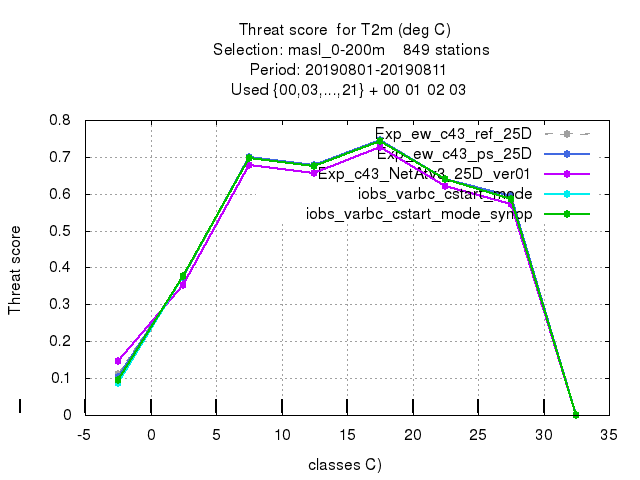 Threat score  for T2m (deg C)
Selection: masl_0-200m    849 stations
Period: 20190801-20190811
Used {00,03,...,21} + 00 01 02 03
Exp_ew_c43_ref_25D
Exp_ew_c43_ps_25D
Exp_c43_NetAtv3_25D_ver01
iobs_varbc_cstart_mode
iobs_varbc_cstart_mode_synop
0.8
0.7
0.6
0.5
0.4
0.3
0.2
0.1
0
Threat score
-5 0 5 10 15 20 25 30 35
classes C)